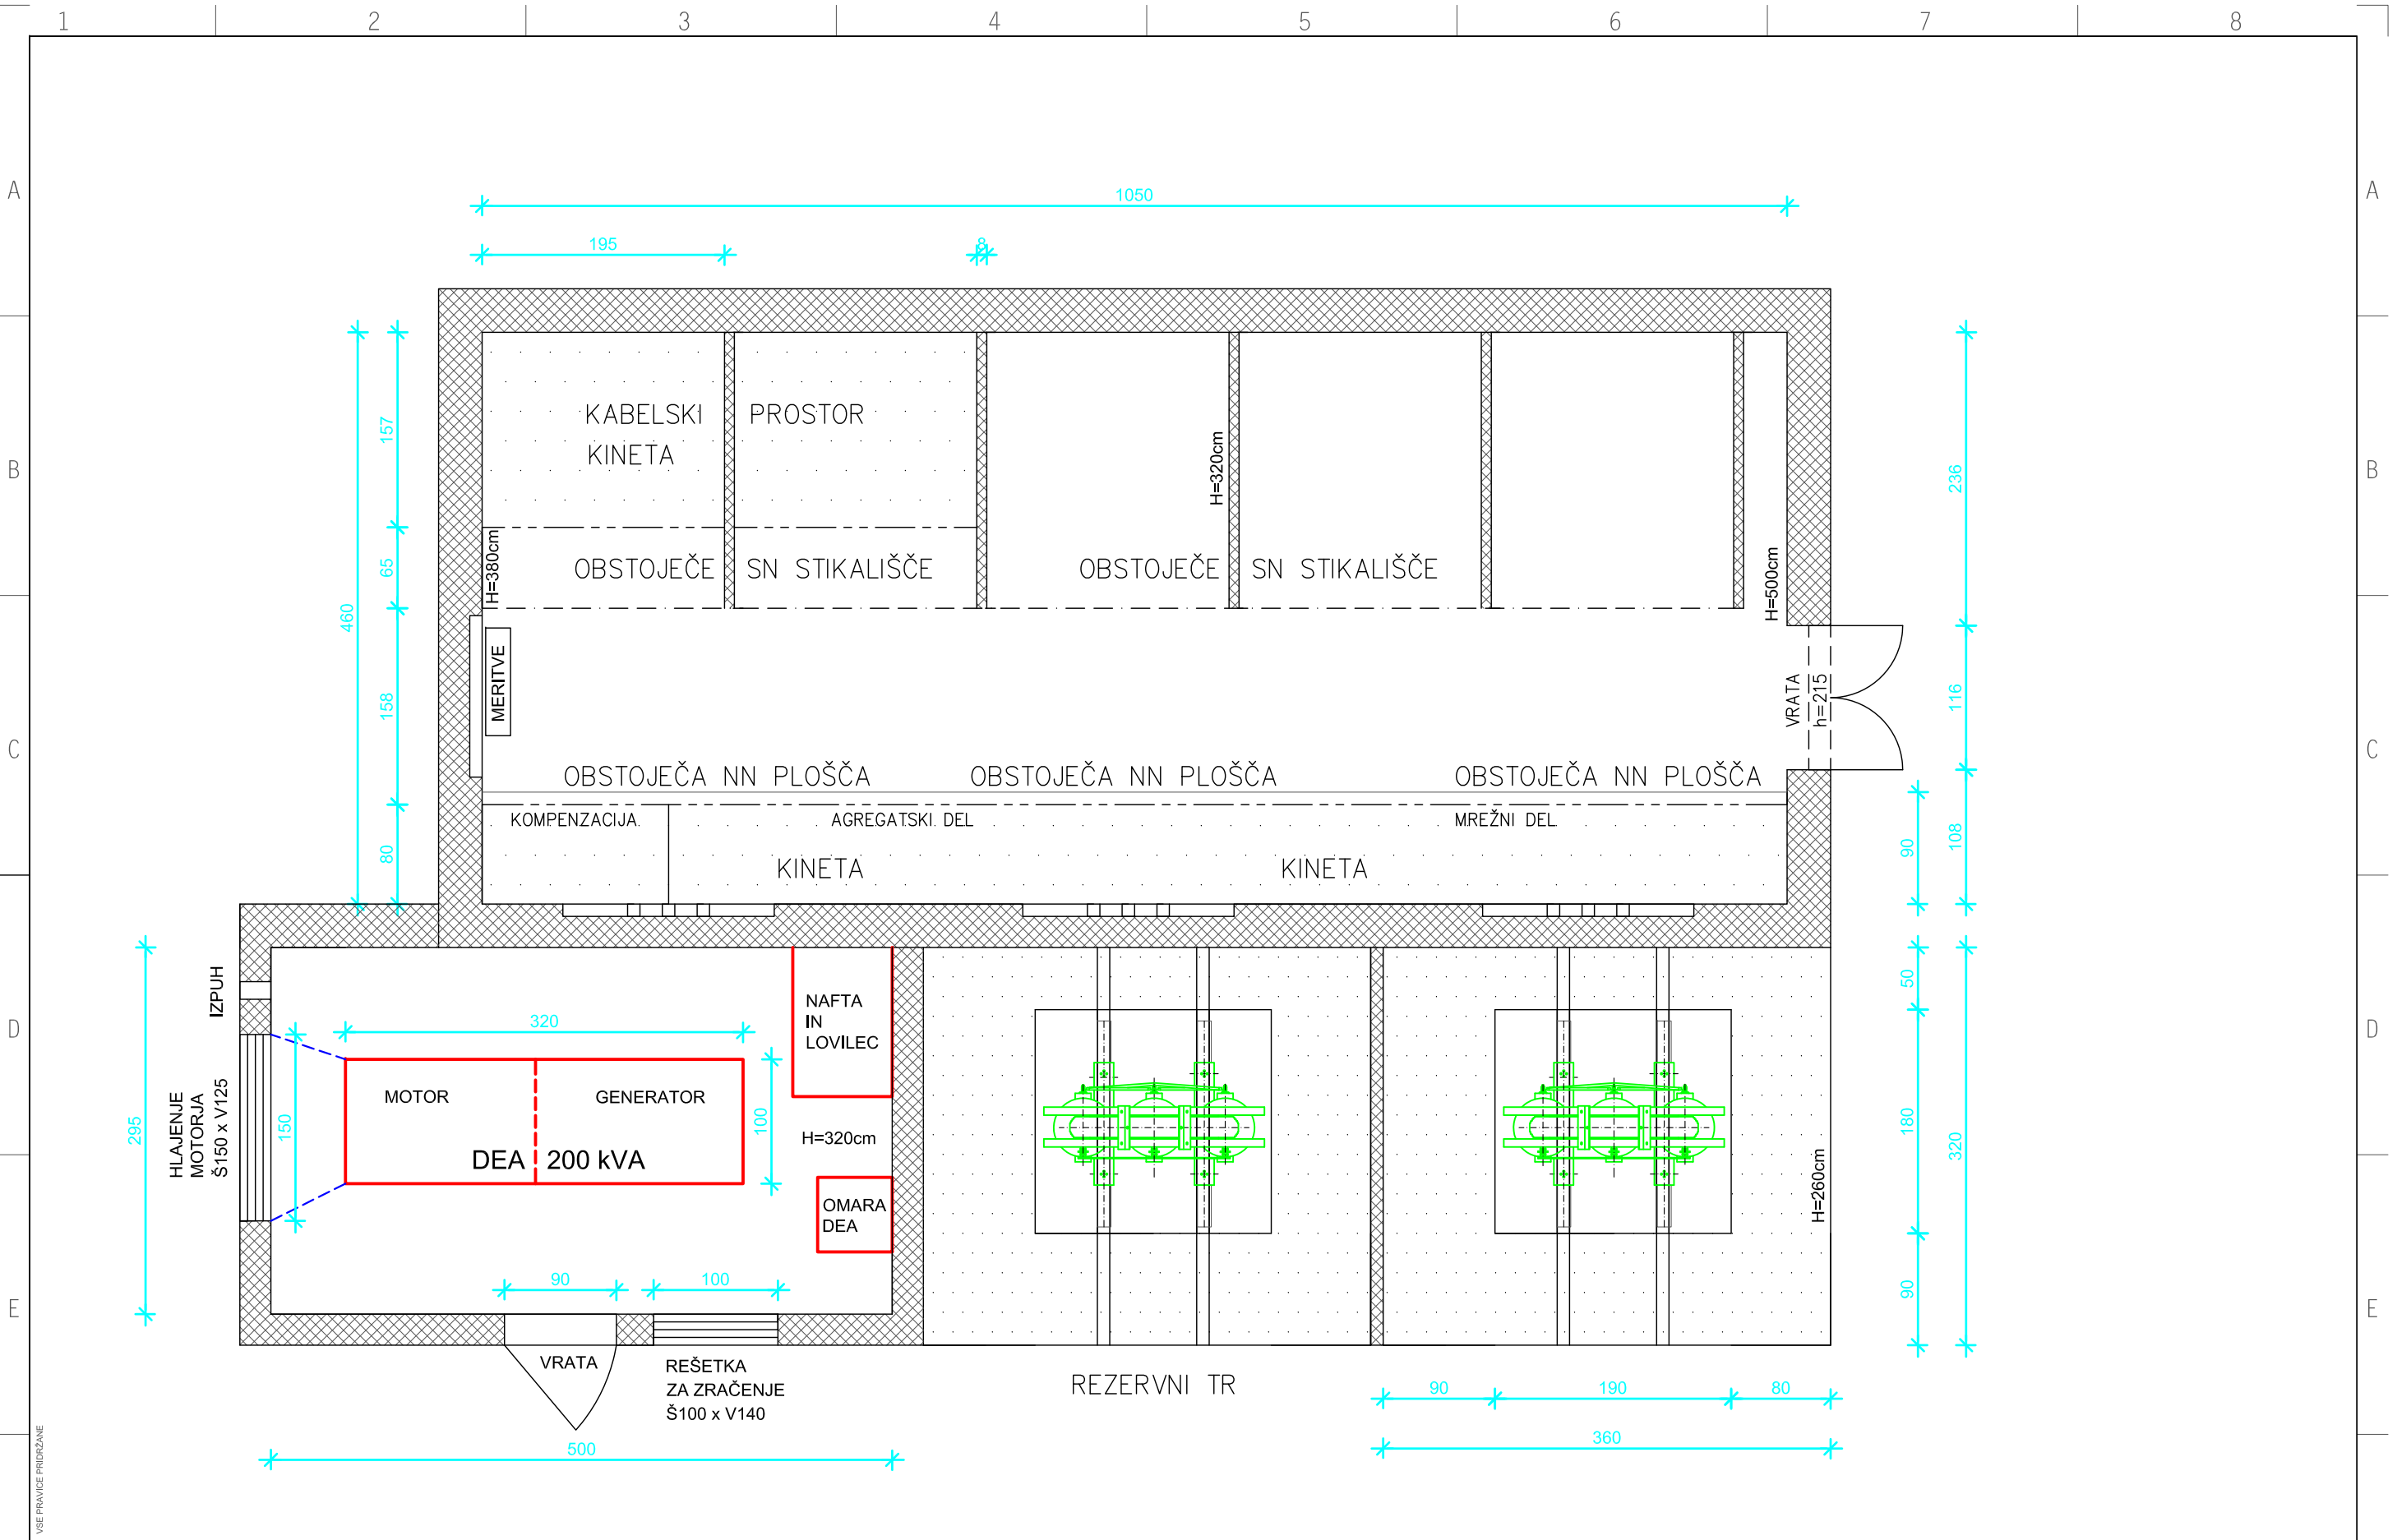 1 2 3 4 5 6 7 8
A A
1050
195 8
KABELSKI PROSTOR
KINETA
157
H=320cm
236
B B
H=380cm
OBSTOJEČE SN STIKALIŠČE OBSTOJEČE SN STIKALIŠČE
65
H=500cm
460
MERITVE
158
VRATA
h=215
116
C C
OBSTOJEČA NN PLOŠČA OBSTOJEČA NN PLOŠČA OBSTOJEČA NN PLOŠČA
KOMPENZACIJA AGREGATSKI DEL MREŽNI DEL
KINETA KINETA
80
90
108
IZPUH
NAFTA
IN
LOVILEC
50
D D
320
HLAJENJE
MOTORJA
Š150 x V125
295
150
MOTOR GENERATOR
100
DEA 200 kVA
H=320cm
180
320
H=260cm
OMARA
DEA
90 100
90
E E
VRATA
REŠETKA
ZA ZRAČENJE
Š100 x V140
REZERVNI TR
90 190 80
500
360
VSE PRAVICE PRIDRŽANE